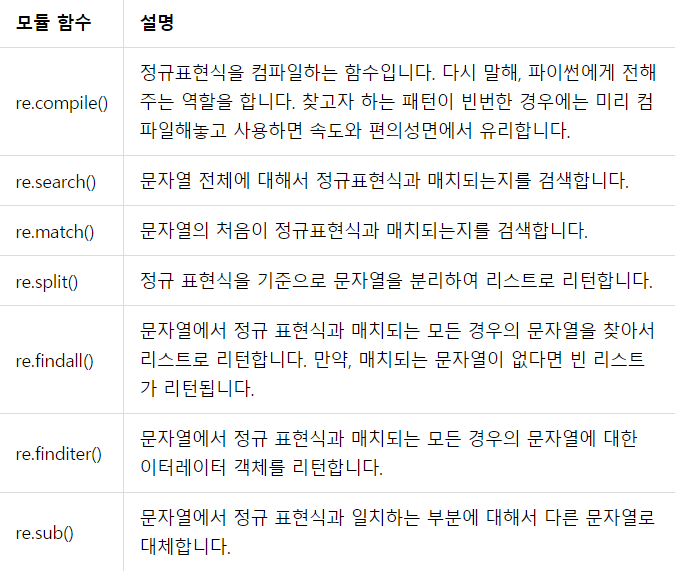 모듈 함수 설명
re.compile() 정규표현식을 컴파일하는 함수입니다. 다시 말해, 파이썬에게 전해
주는 역할을 합니다. 찾고자 하는 패턴이 빈번한 경우에는 미리 컴
파일해놓고 사용하면 속도와 편의성면에서 유리합니다.
re.search() 문자열 전체에 대해서 정규표현식과 매치되는지를 검색합니다.
re.match() 문자열의 처음이 정규표현식과 매치되는지를 검색합니다.
re.split() 정규 표현식을 기준으로 문자열을 분리하여 리스트로 리턴합니다.
re.findall() 문자열에서 정규 표현식과 매치되는 모든 경우의 문자열을 찾아서
리스트로 리턴합니다. 만약, 매치되는 문자열이 없다면 빈 리스트
가 리턴됩니다.
re.finditer() 문자열에서 정규 표현식과 매치되는 모든 경우의 문자열에 대한
이터레이터 객체를 리턴합니다.
re.sub() 문자열에서 정규 표현식과 일치하는 부분에 대해서 다른 문자열로
대체합니다.